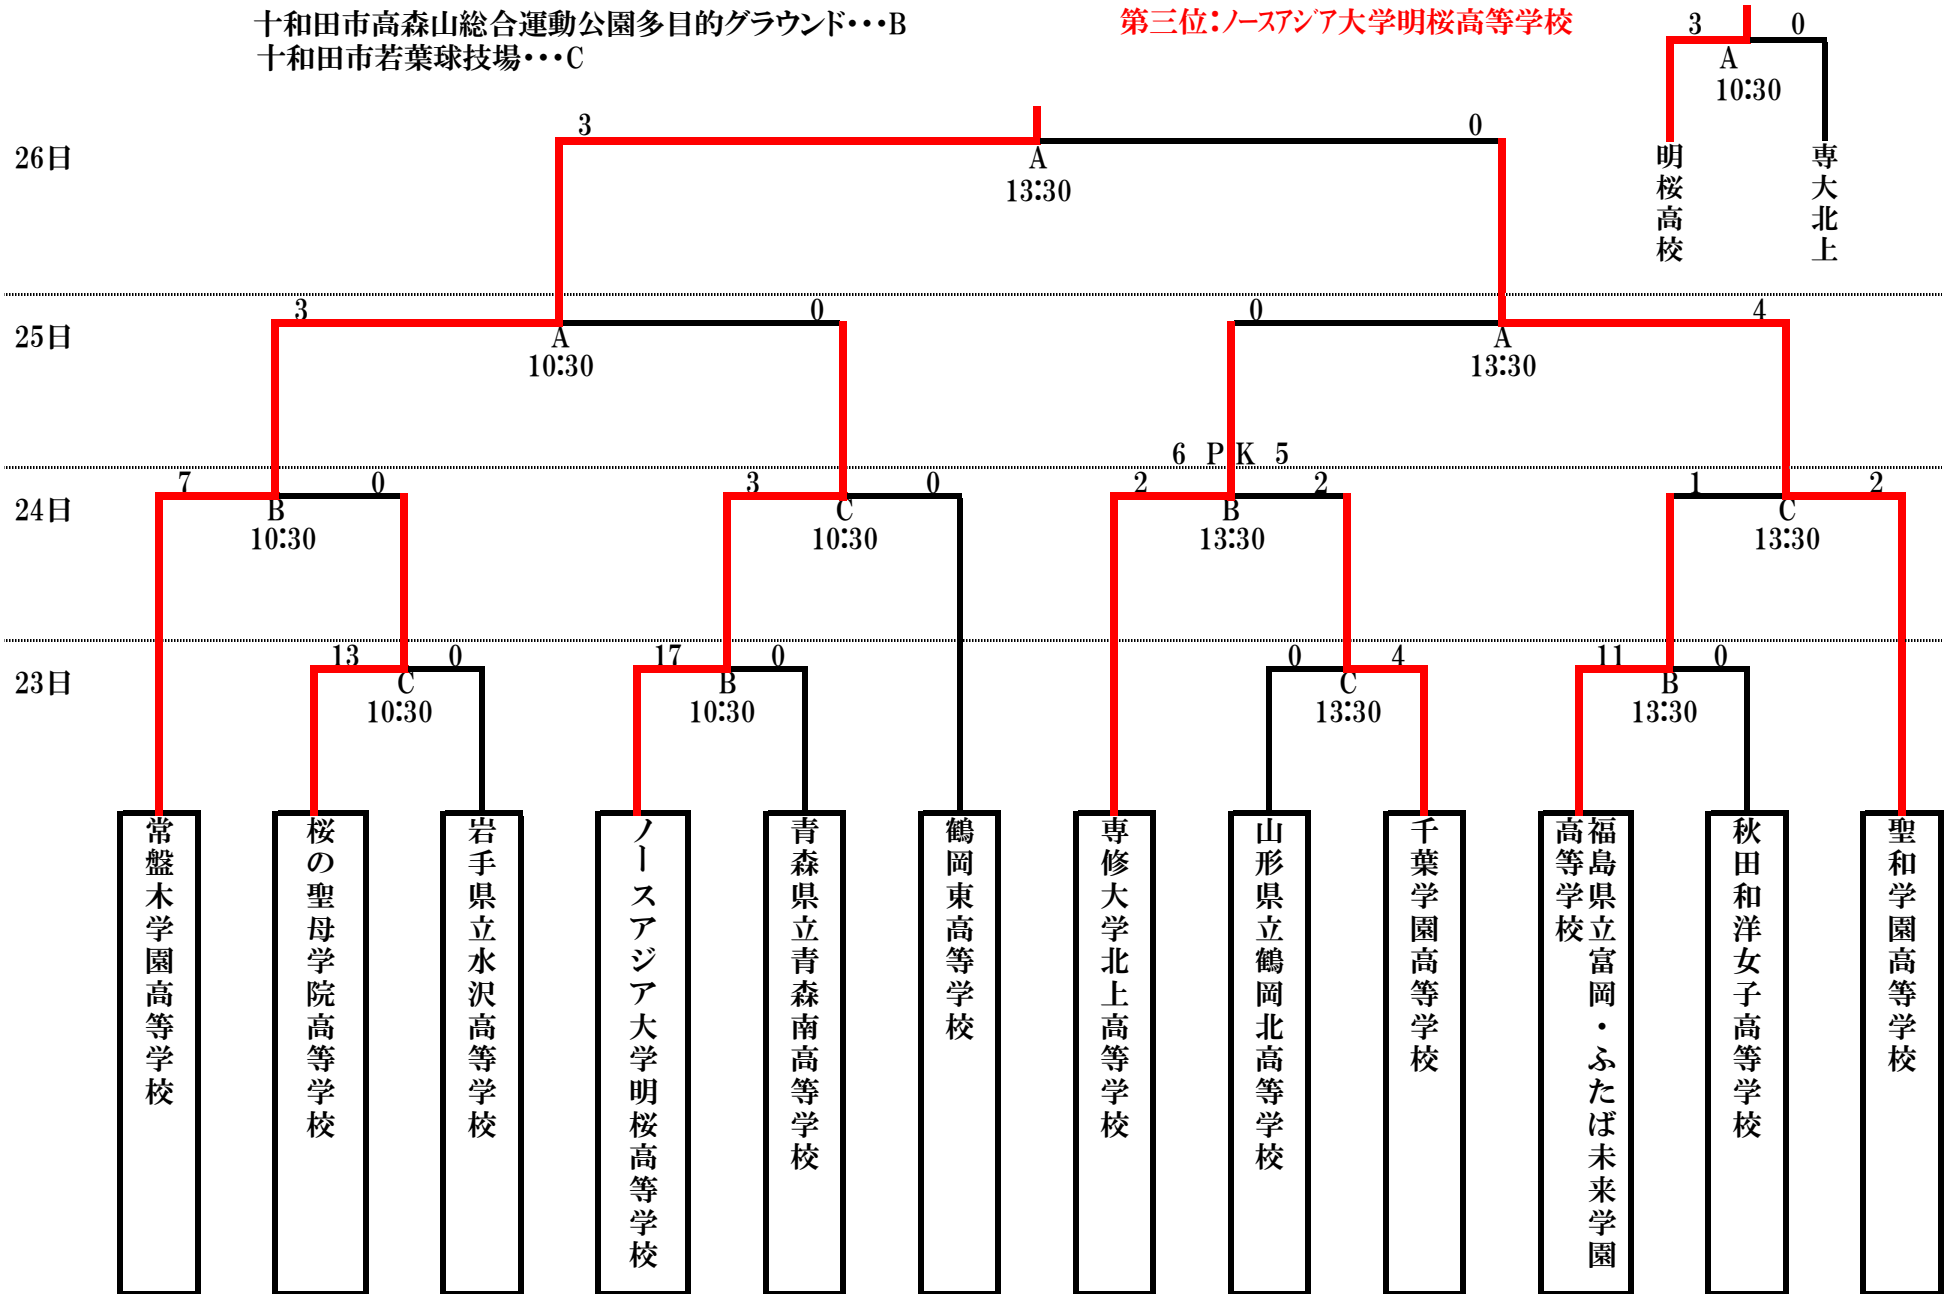 十和田市高森山総合運動公園多目的グラウンド・・・B
十和田市若葉球技場・・・C
第三位：ノースアジア大学明桜高等学校
3 0
A
10:30
明桜高校
専大北上
26日
3 0
A
13:30
25日
3 0
A
10:30
0 4
A
13:30
24日
7 0
B
10:30
3 0
C
10:30
6 PK 5
2 2
B
13:30
1 2
C
13:30
23日
13 0
C
10:30
17 0
B
10:30
0 4
C
13:30
11 0
B
13:30
常盤木学園高等学校
桜の聖母学院高等学校
岩手県立水沢高等学校
ノースアジア大学明桜高等学校
青森県立青森南高等学校
鶴岡東高等学校
専修大学北上高等学校
山形県立鶴岡北高等学校
千葉学園高等学校
福島県立富岡・ふたば未来学園
高等学校
秋田和洋女子高等学校
聖和学園高等学校